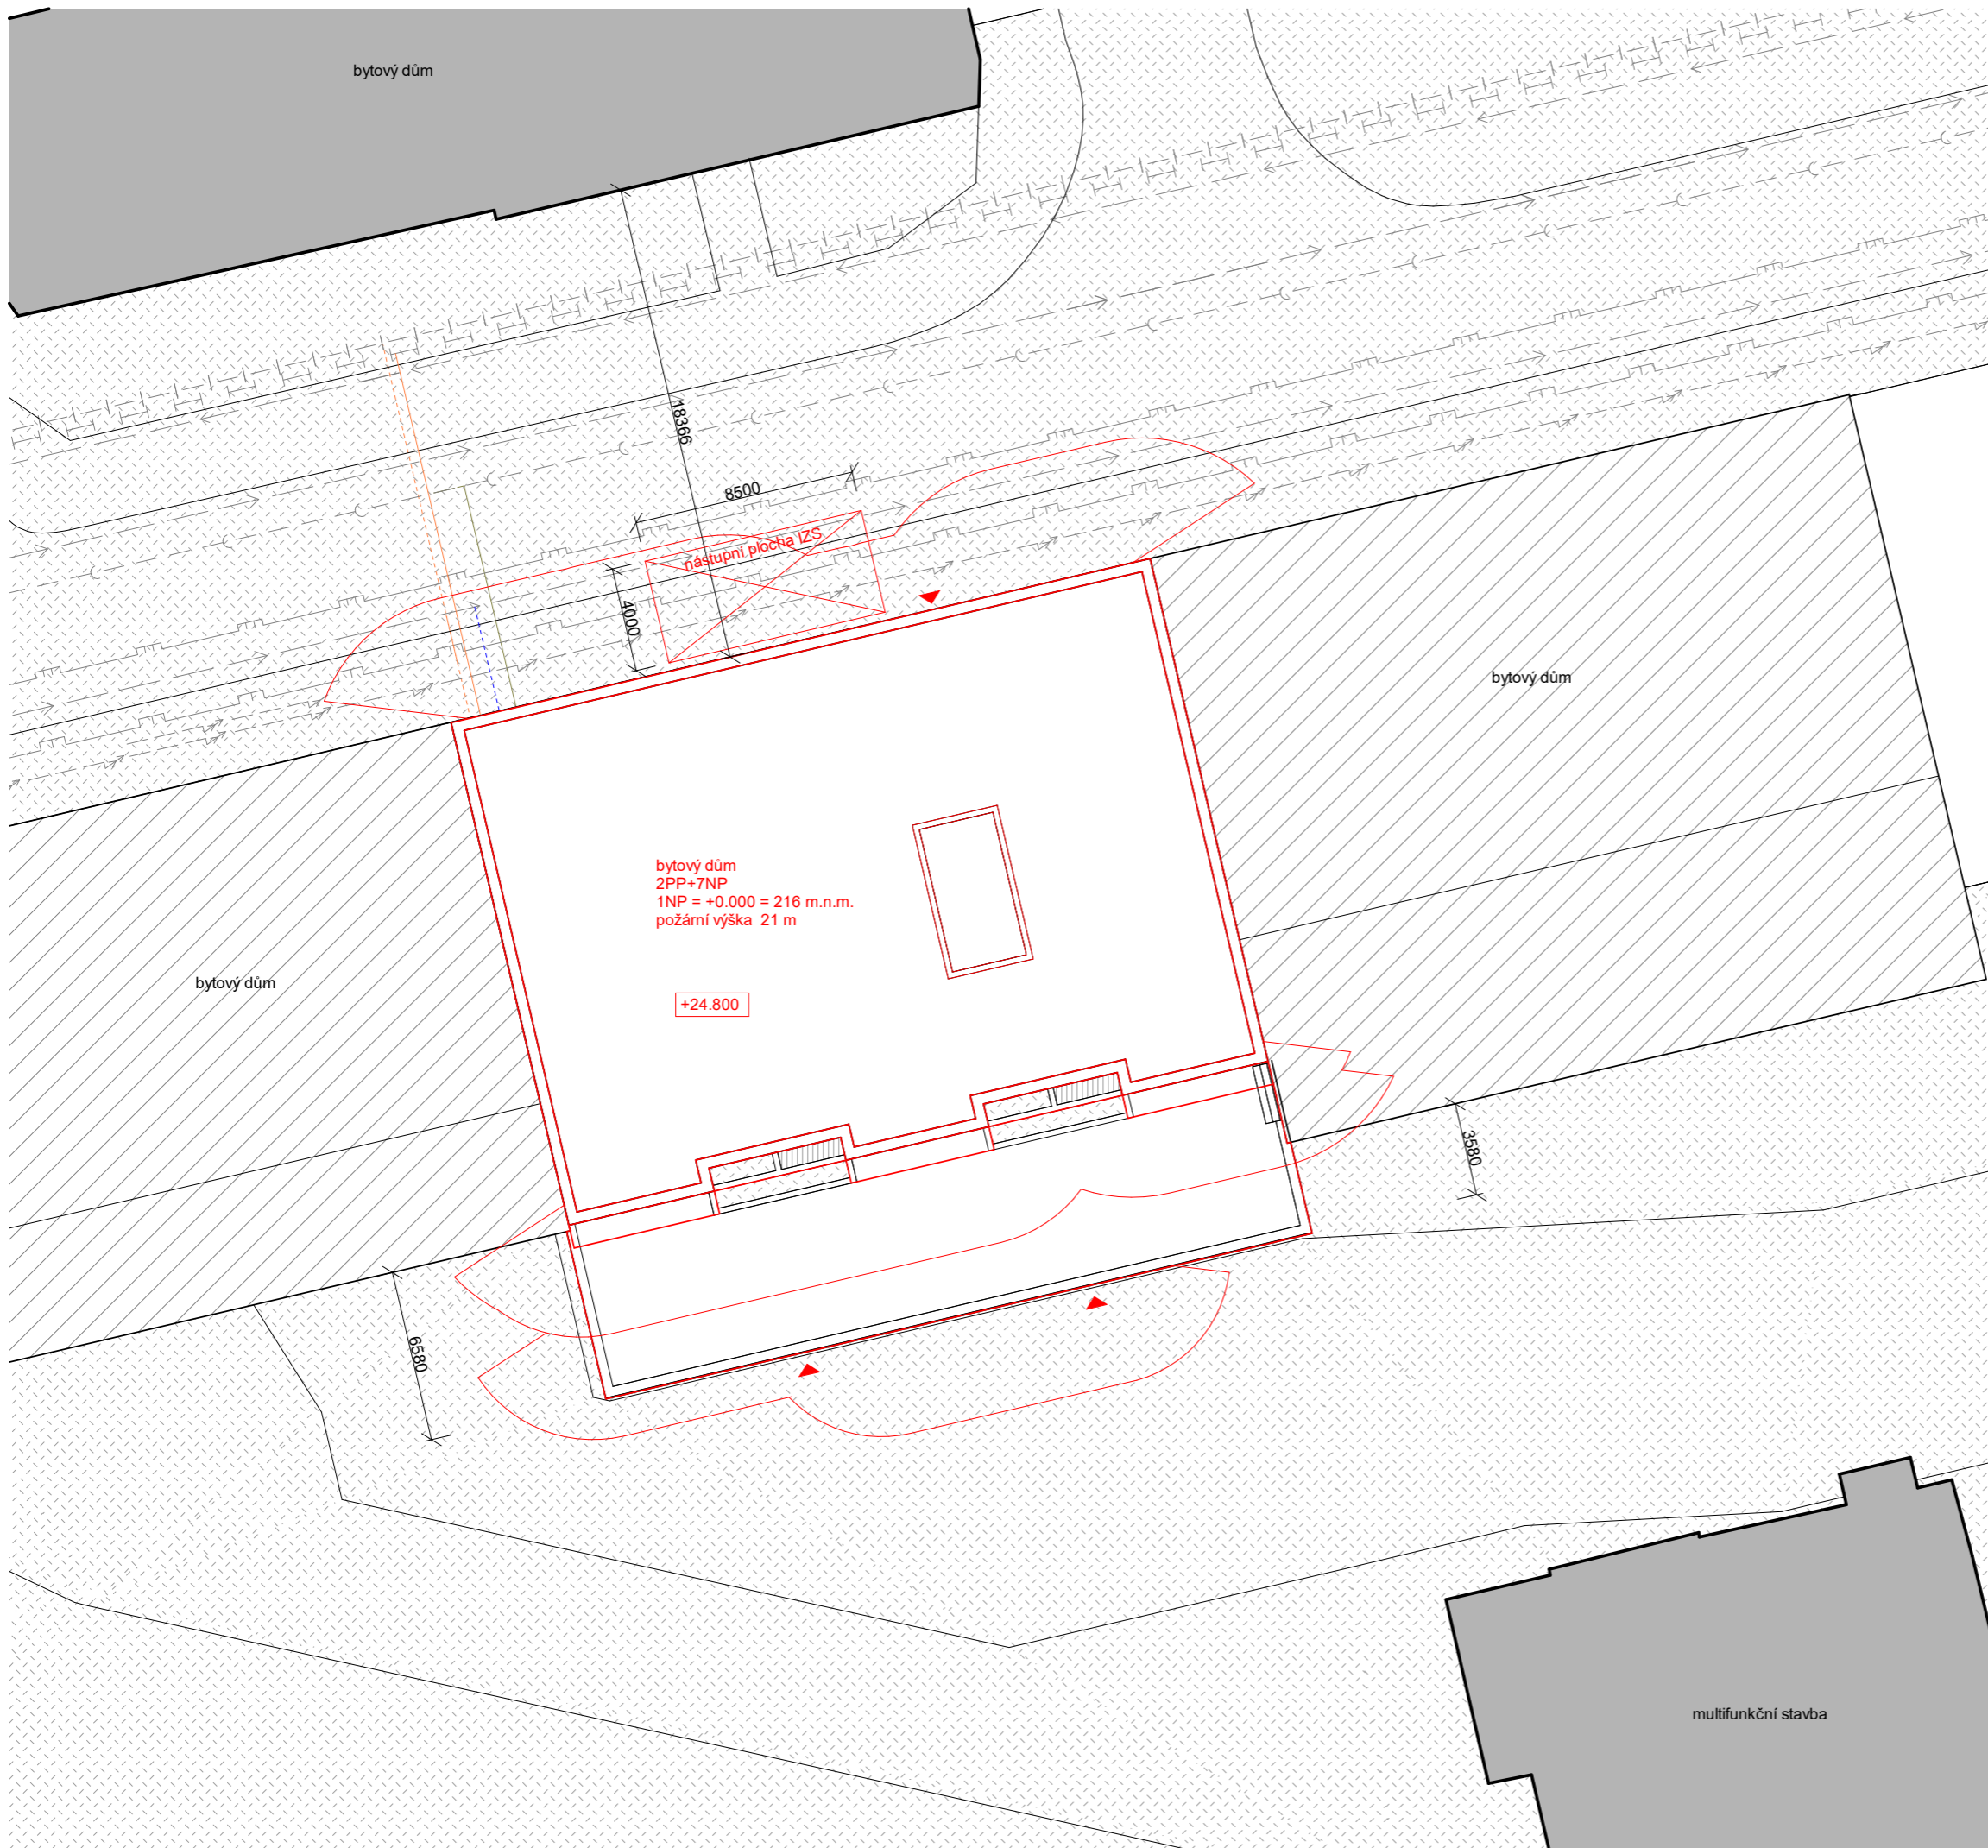 bytový dům
18366
8500
nástupní plocha IZS
4000
bytový dům
bytový dům
2PP+7NP
1NP = +0.000 = 216 m.n.m.
požární výška 21 m
bytový dům
+24.800
3580
6580
multifunkční stavba